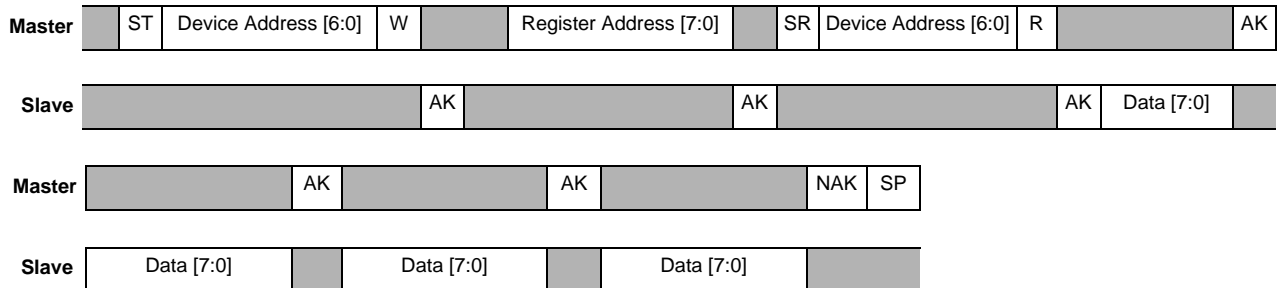 Master ST Device Address [6:0] W Register Address [7:0] SR Device Address [6:0] R AK
Slave AK AK AK Data [7:0]
Master AK AK NAK SP
Slave Data [7:0] Data [7:0] Data [7:0]